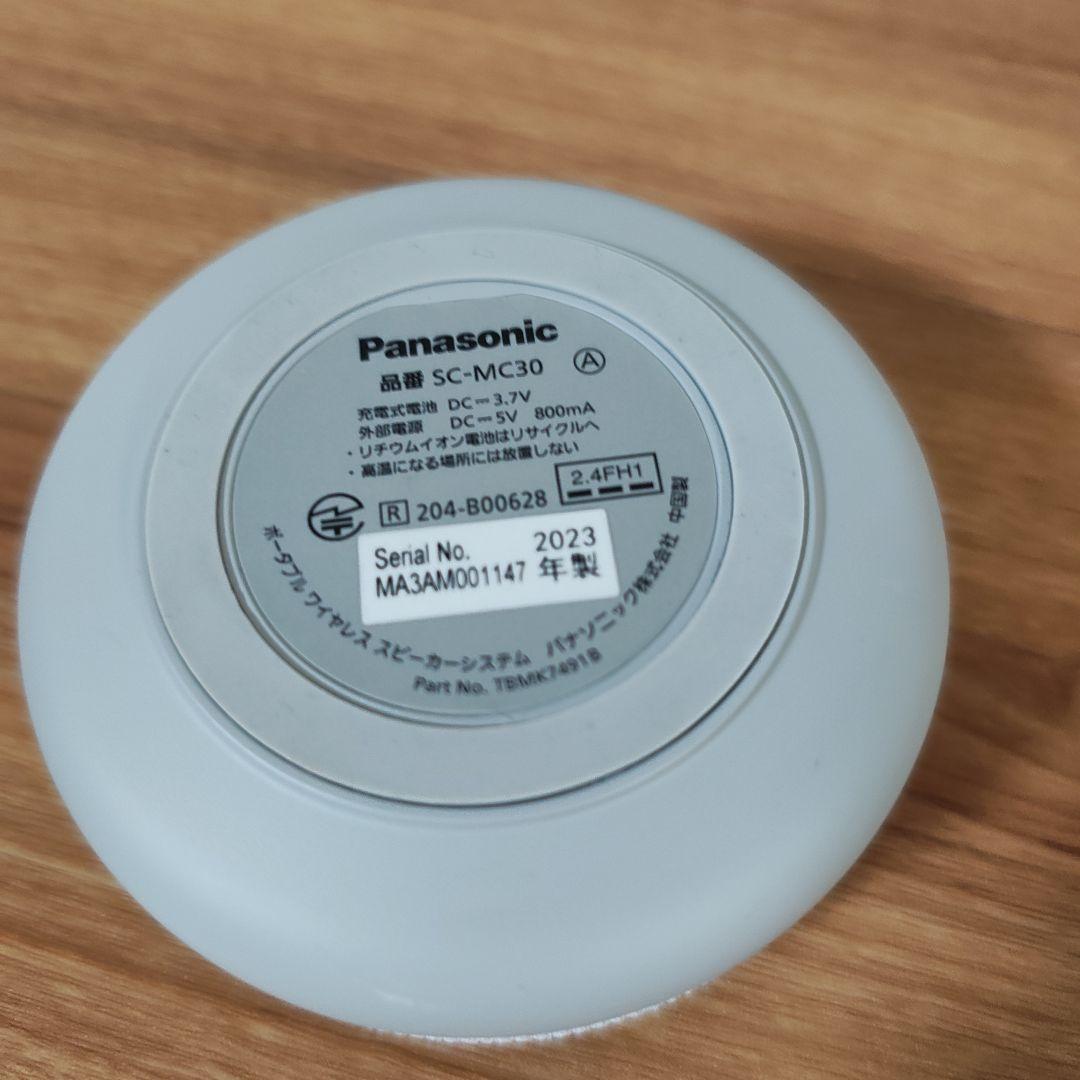 Panasonic
品番 SC-MC30 Ⓐ
充電式電池 DC⎓3.7V
外部電源 DC⎓5V 800mA
・リチウムイオン電池はリサイクルへ
・高温になる場所には放置しない
R 204-B00628 2.4FH1
Serial No. 2023
MA3AM001147 年製
ポータブル ワイヤレス スピーカーシステム パナソニック株式会社 中国製
Part No. TBMK7491B